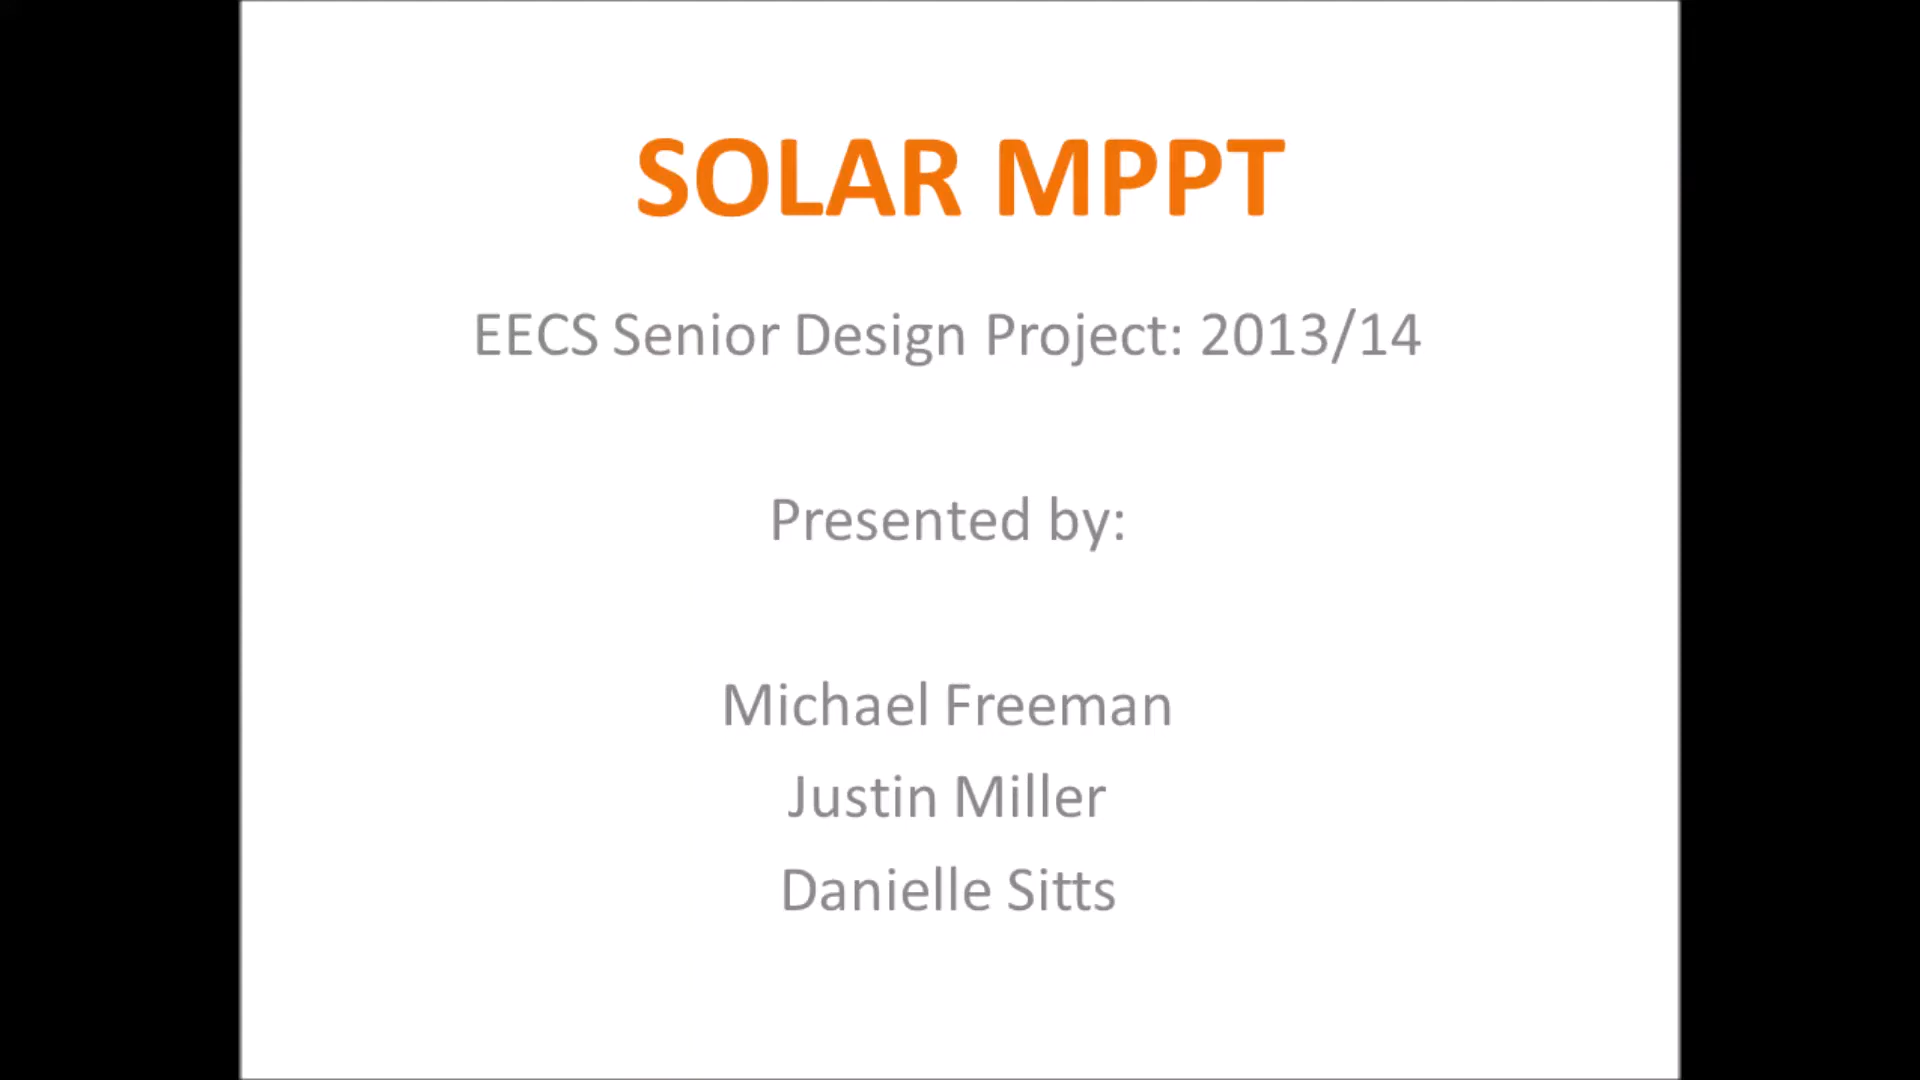 SOLAR MPPT
EECS Senior Design Project: 2013/14
Presented by:
Michael Freeman
Justin Miller
Danielle Sitts